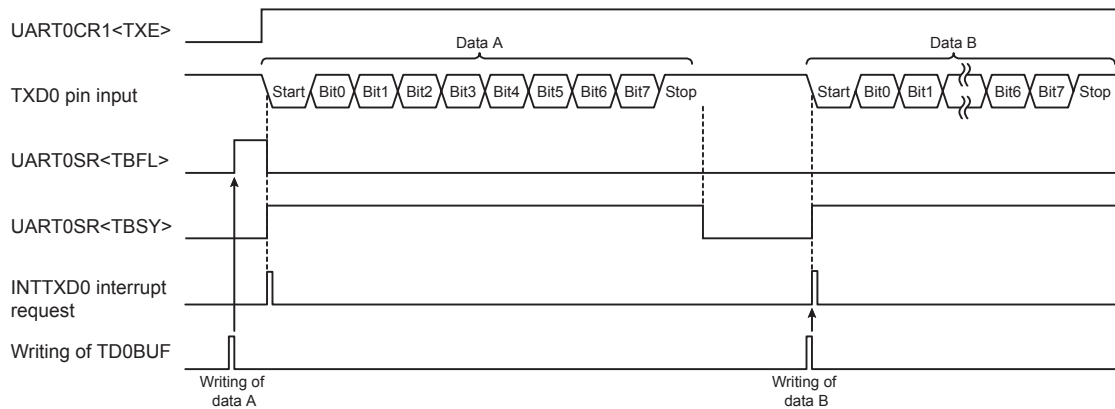 UART0CR1<TXE>
Data A
Data B
TXD0 pin input
Start Bit0 Bit1 Bit2 Bit3 Bit4 Bit5 Bit6 Bit7 Stop
Start Bit0 Bit1 Bit6 Bit7 Stop
UART0SR<TBFL>
UART0SR<TBSY>
INTTXD0 interrupt
request
Writing of TD0BUF
Writing of
data A
Writing of
data B